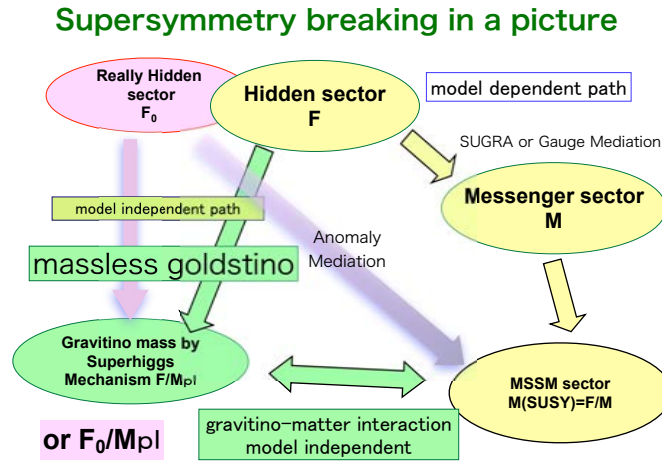 Supersymmetry breaking in a picture
Really Hidden
sector
F₀
Hidden sector
F
model dependent path
SUGRA or Gauge Mediation
Messenger sector
M
model independent path
massless goldstino
Anomaly
Mediation
Gravitino mass by
Superhiggs
Mechanism F/Mpl
MSSM sector
M(SUSY)=F/M
gravitino-matter interaction
model independent
or F₀/Mpl